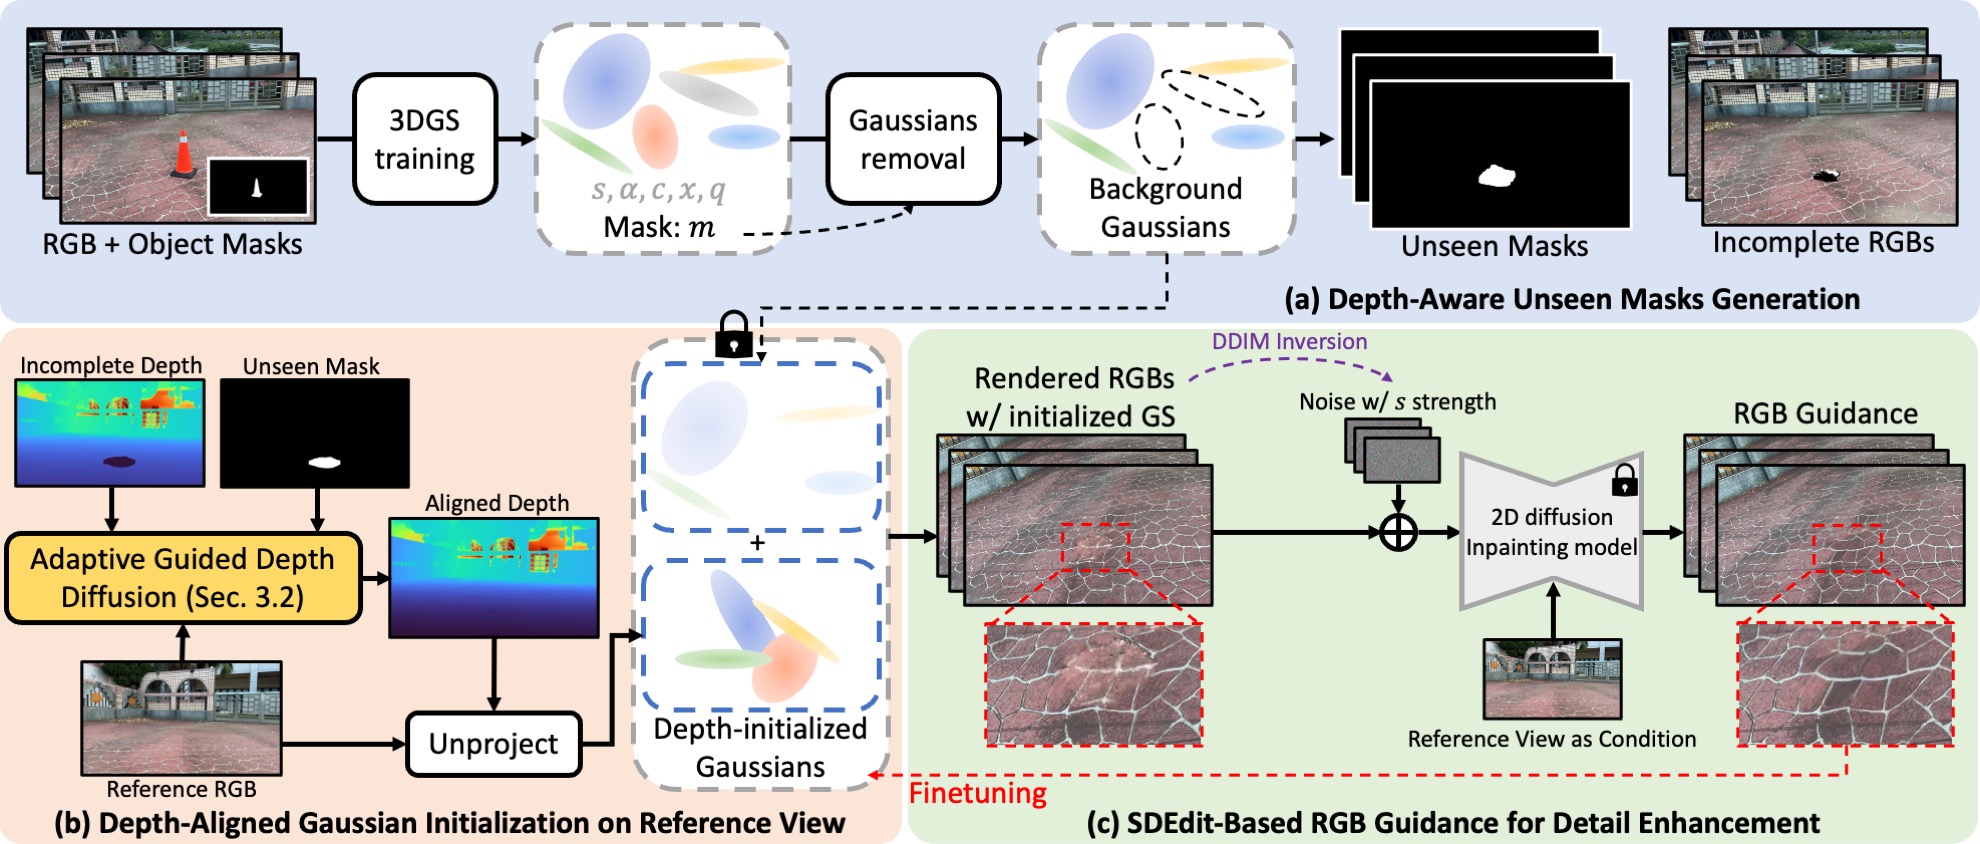 3DGS
training
s, α, c, x, q
Mask: m
Gaussians
removal
Background
Gaussians
RGB + Object Masks
Unseen Masks
Incomplete RGBs
(a) Depth-Aware Unseen Masks Generation
Incomplete Depth
Unseen Mask
Aligned Depth
Adaptive Guided Depth
Diffusion (Sec. 3.2)
Reference RGB
Unproject
+
Depth-initialized
Gaussians
(b) Depth-Aligned Gaussian Initialization on Reference View
DDIM Inversion
Rendered RGBs
w/ initialized GS
Noise w/ s strength
RGB Guidance
2D diffusion
Inpainting model
Reference View as Condition
Finetuning
(c) SDEdit-Based RGB Guidance for Detail Enhancement